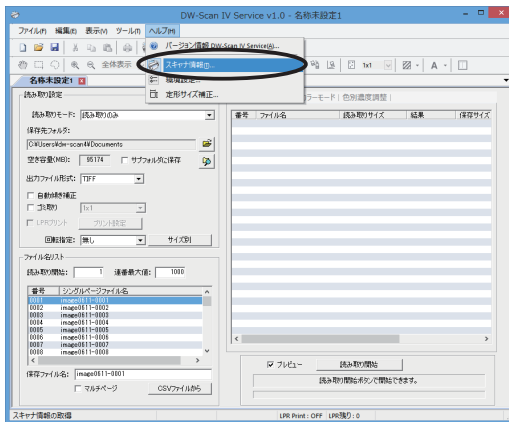 DW-Scan IV Service v1.0 - 名称未設定1
ファイル(F) 編集(E) 表示(V) ツール(T) ヘルプ(H)
バージョン情報 DW-Scan IV Service(A)...
全体表示
スキャナ情報(I)...
1x1
A
名称未設定1
環境設定...
定形サイズ補正...
読み取り設定
ラーモード 色別濃度調整
読み取りモード: 読み取りのみ
番号 ファイル名 読み取りサイズ 結果 保存サイズ
保存先フォルダ:
C:¥Users¥dw-scan4¥Documents
空き容量(MB): 95174 サブフォルダに保存
出力ファイル形式: TIFF
自動傾き補正
ゴミ取り 1x1
LPRプリント プリント設定
回転指定: 無し サイズ別
ファイル名リスト
読み取り開始: 1 連番最大値: 1000
番号 シングルページファイル名
0001 image0611-0001
0002 image0611-0002
0003 image0611-0003
0004 image0611-0004
0005 image0611-0005
0006 image0611-0006
0007 image0611-0007
0008 image0611-0008
保存ファイル名: image0611-0001
マルチページ CSVファイルから
プレビュー 読み取り開始
読み取り開始ボタンで開始できます。
スキャナ情報の取得 LPR Print : OFF LPR残り : 0